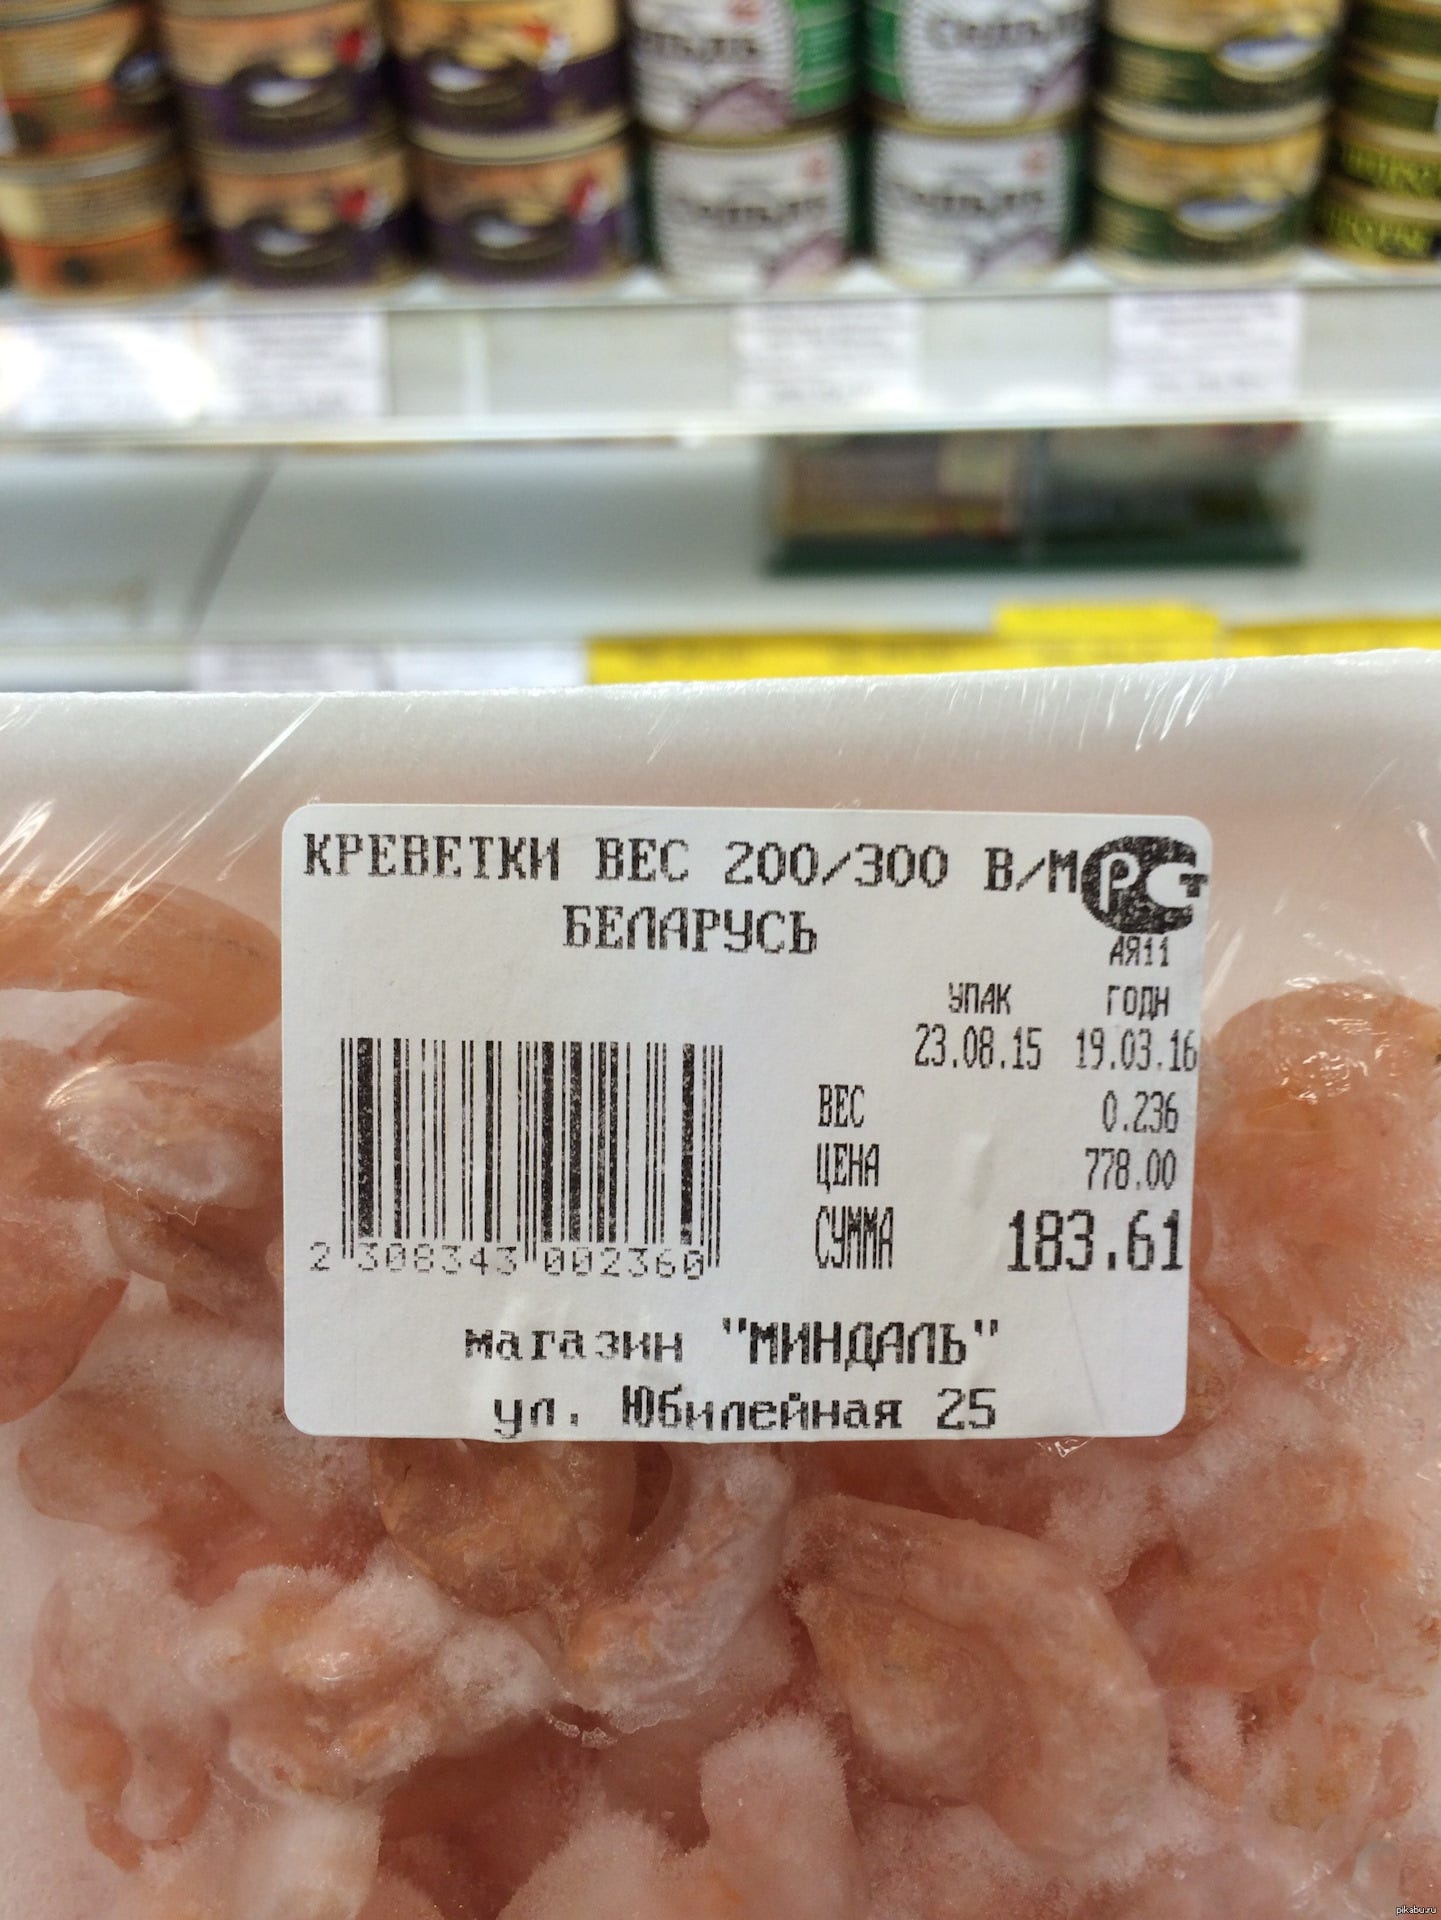 КРЕВЕТКИ ВЕС 200/300 В/М
БЕЛАРУСЬ
РСТ
АЯ11
УПАК ГОДН
23.08.15 19.03.16
ВЕС 0.236
ЦЕНА 778.00
СУММА 183.61
2 308343 002360
магазин "МИНДАЛЬ"
ул. Юбилейная 25
pikabu.ru